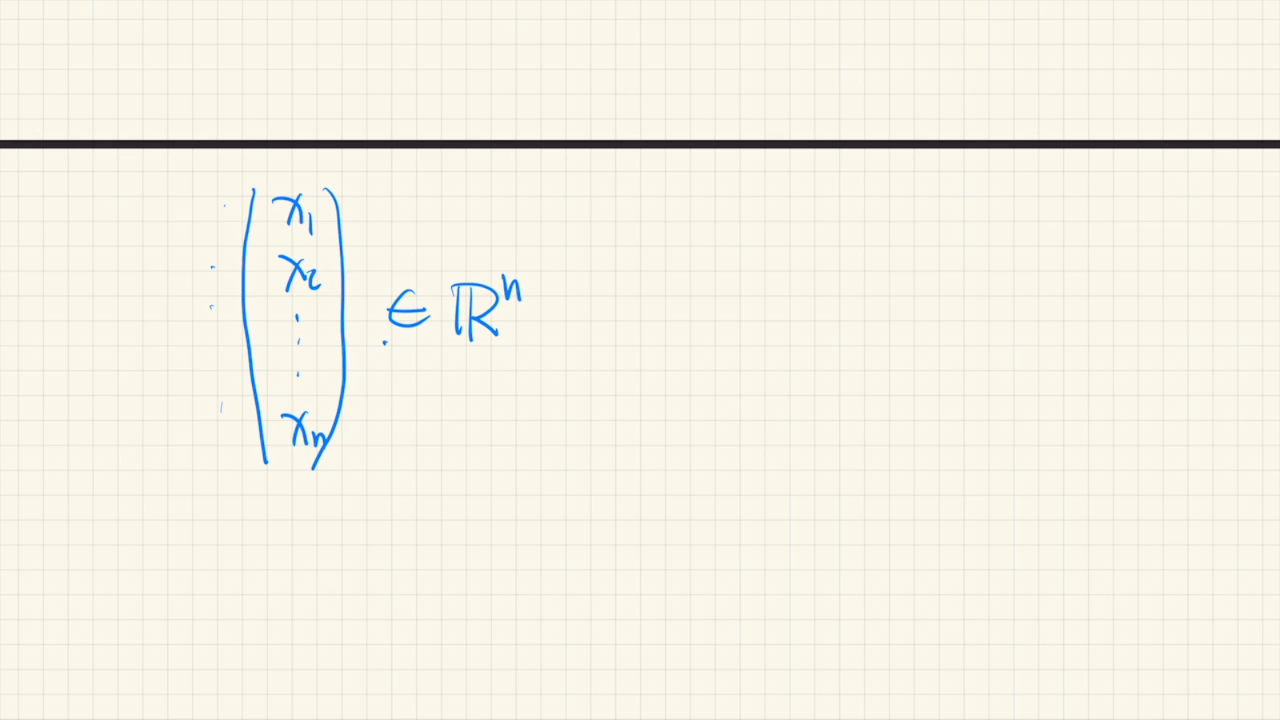 x₁
x₂
⋮
xₙ
∈ ℝⁿ